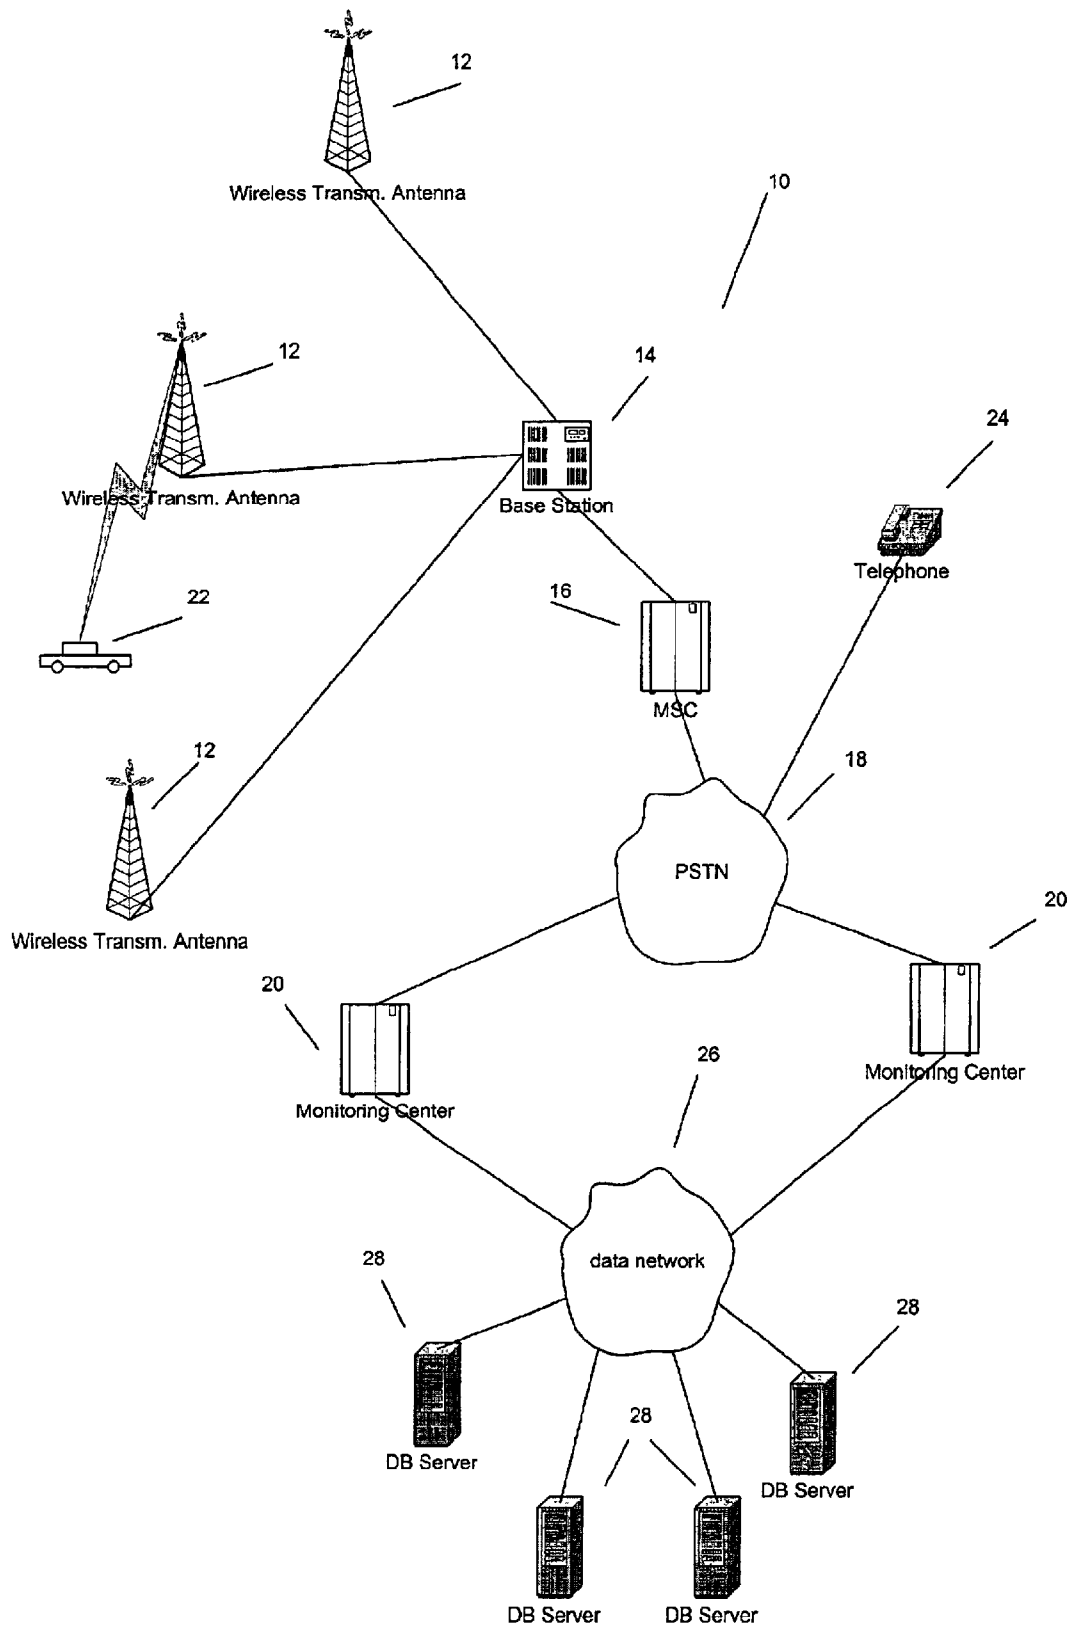 12
Wireless Transm. Antenna
10
12
14
Wireless Transm. Antenna
Base Station
24
Telephone
22
16
MSC
12
18
PSTN
Wireless Transm. Antenna
20
20
Monitoring Center
26
Monitoring Center
data network
28
28
DB Server
28
DB Server
DB Server
DB Server